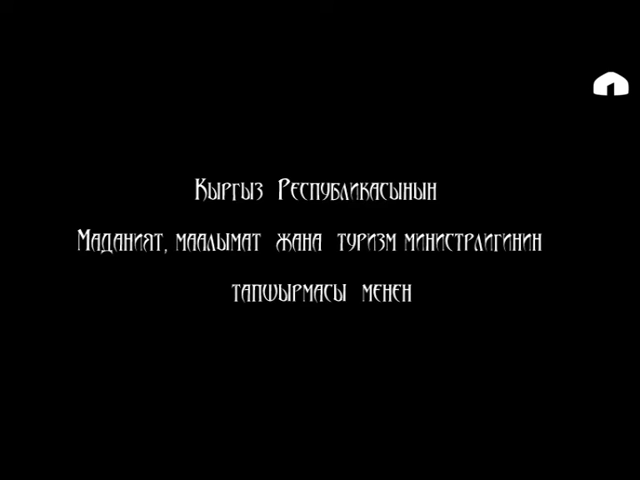 Кыргыз Республикасынын
Маданият, маалымат жана туризм министрлигинин
тапшырмасы менен